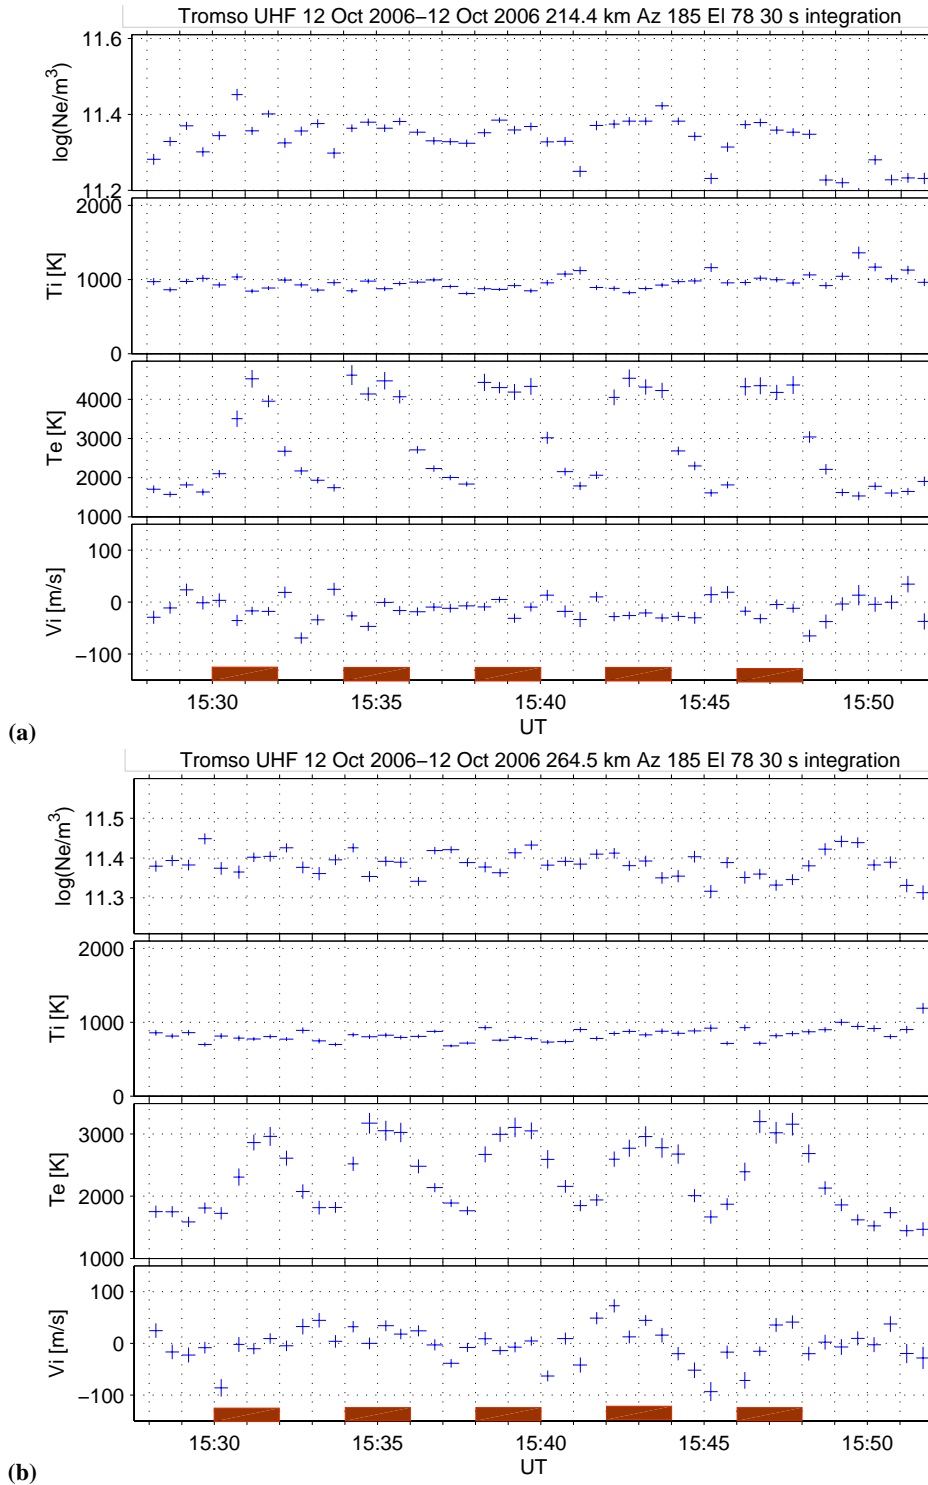 Tromso UHF 12 Oct 2006−12 Oct 2006 214.4 km Az 185 El 78 30 s integration
log(Ne/m³)
11.6
11.4
11.2
Ti [K]
2000
1000
0
Te [K]
4000
3000
2000
1000
Vi [m/s]
100
0
−100
15:30 15:35 15:40 15:45 15:50
UT
(a)
Tromso UHF 12 Oct 2006−12 Oct 2006 264.5 km Az 185 El 78 30 s integration
log(Ne/m³)
11.5
11.4
11.3
Ti [K]
2000
1000
0
Te [K]
3000
2000
1000
Vi [m/s]
100
0
−100
15:30 15:35 15:40 15:45 15:50
UT
(b)